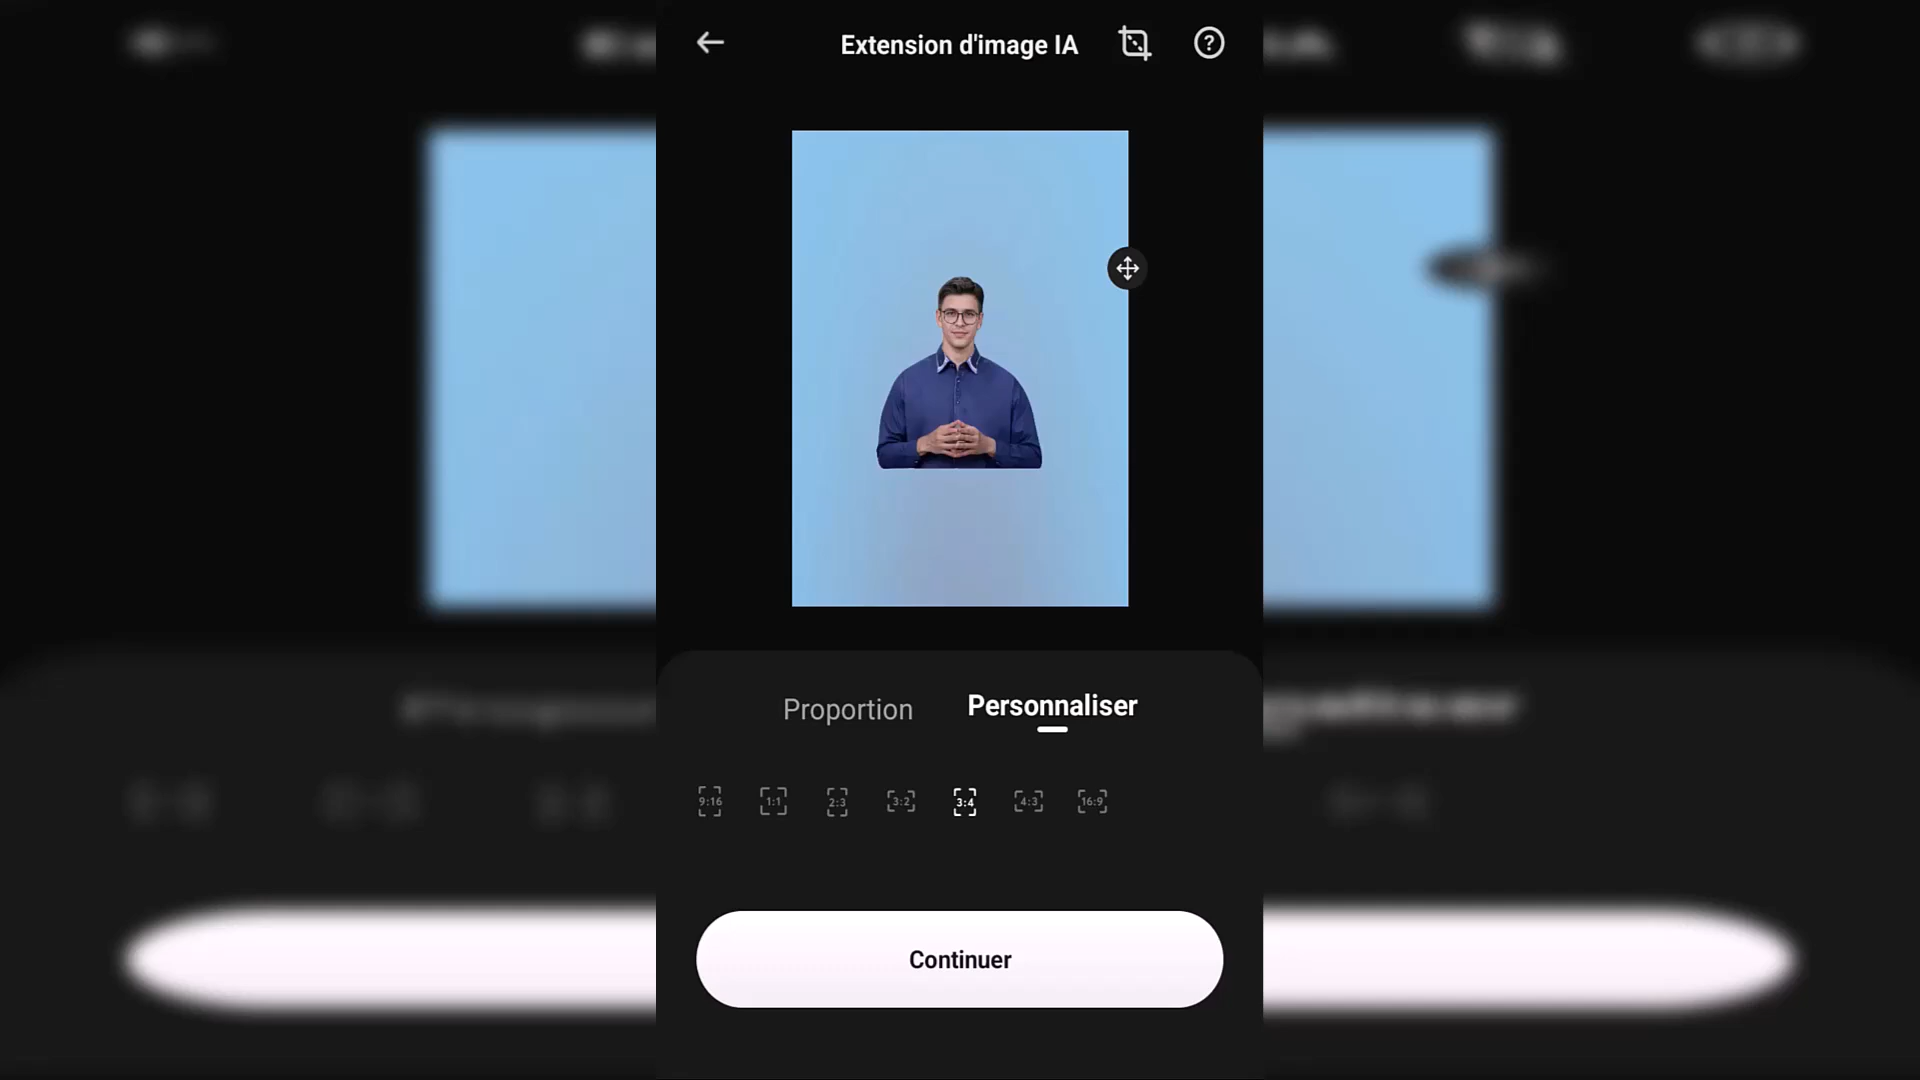 Extension d'image IA
Proportion Personnaliser
9:16 1:1 2:3 3:2 3:4 4:3 16:9
Continuer